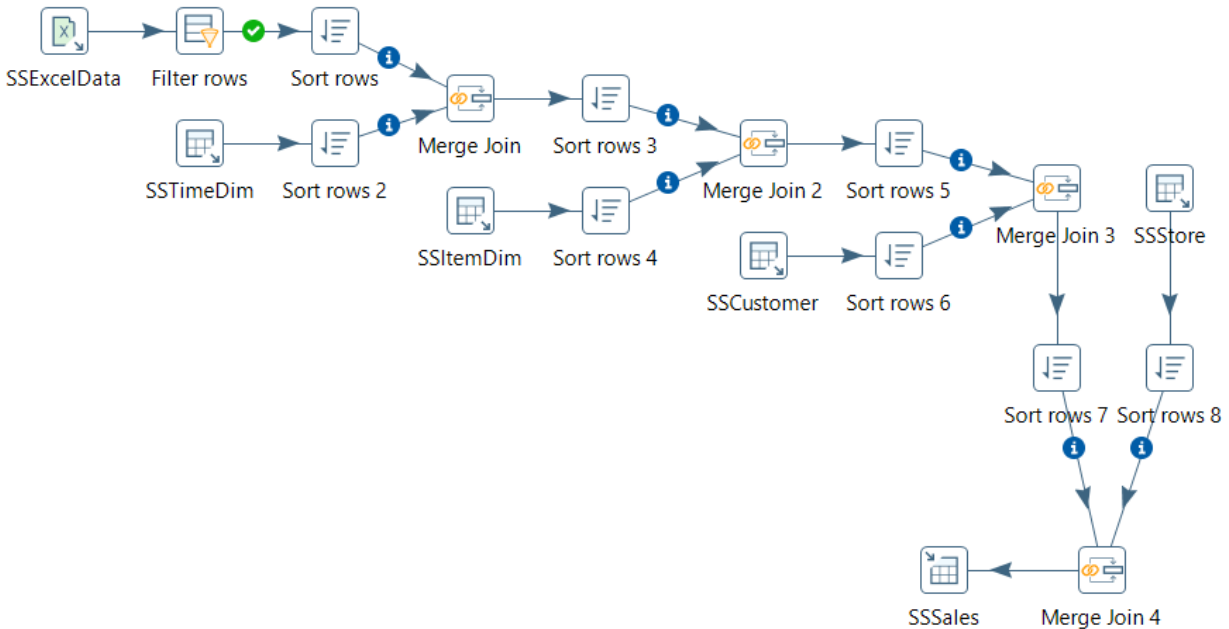 SSExcelData
Filter rows
Sort rows
SSTimeDim
Sort rows 2
Merge Join
Sort rows 3
SSItemDim
Sort rows 4
Merge Join 2
Sort rows 5
SSCustomer
Sort rows 6
Merge Join 3
SSStore
Sort rows 7
Sort rows 8
SSSales
Merge Join 4